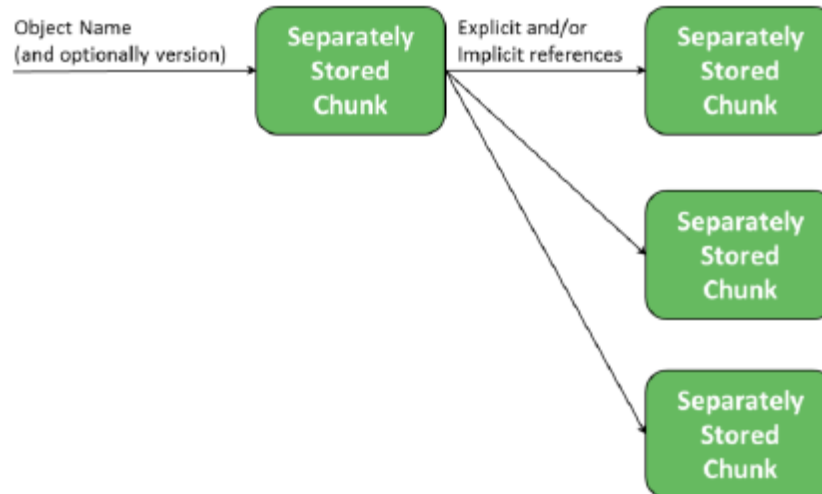 Object Name
(and optionally version)
Separately
Stored
Chunk
Explicit and/or
Implicit references
Separately
Stored
Chunk
Separately
Stored
Chunk
Separately
Stored
Chunk